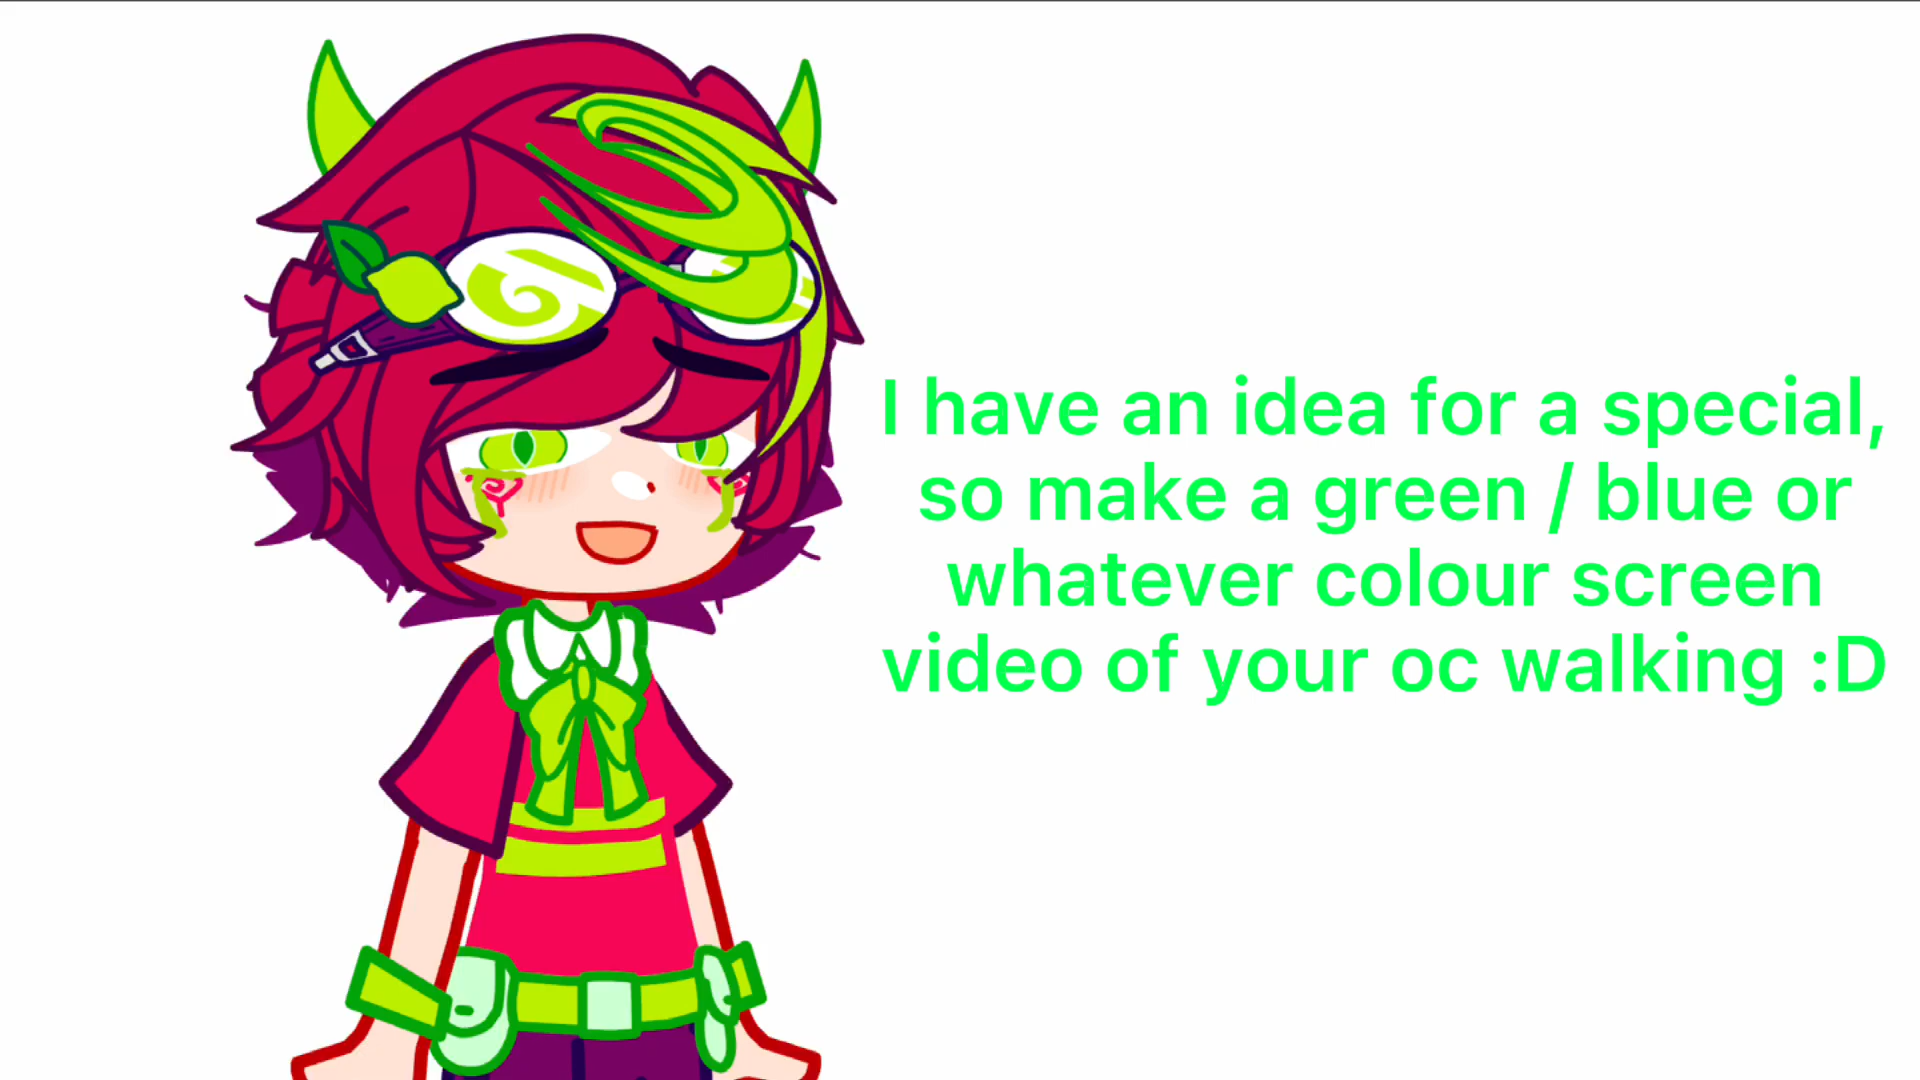 I have an idea for a special,
so make a green / blue or
whatever colour screen
video of your oc walking :D